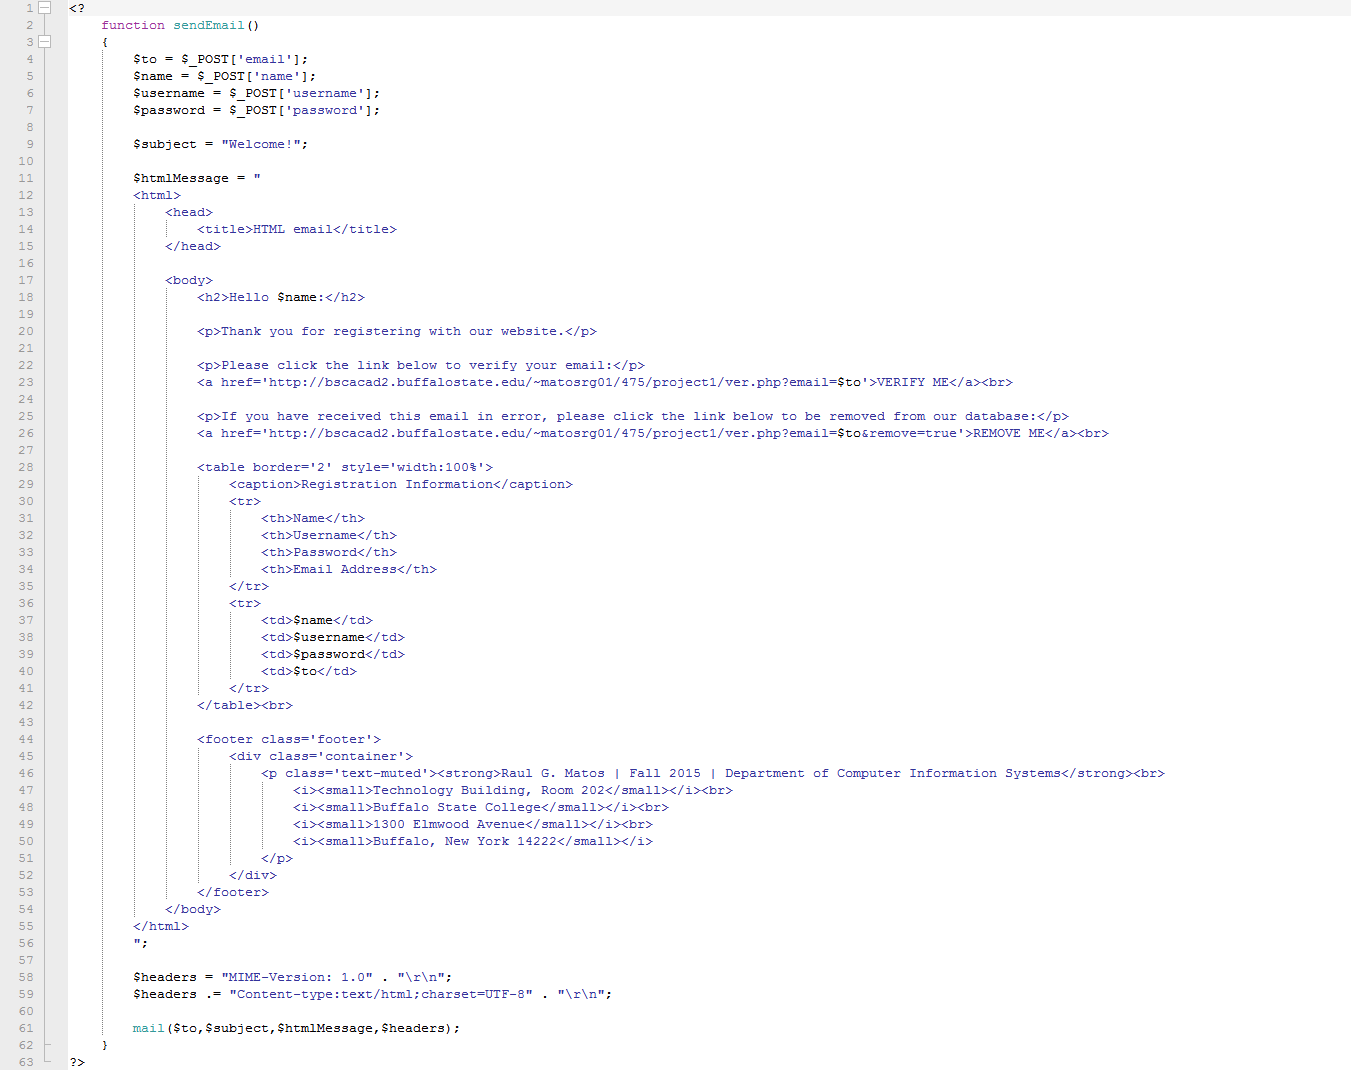 1 <?
2 function sendEmail()
3 {
4 $to = $_POST['email'];
5 $name = $_POST['name'];
6 $username = $_POST['username'];
7 $password = $_POST['password'];
8
9 $subject = "Welcome!";
10
11 $htmlMessage = "
12 <html>
13 <head>
14 <title>HTML email</title>
15 </head>
16
17 <body>
18 <h2>Hello $name:</h2>
19
20 <p>Thank you for registering with our website.</p>
21
22 <p>Please click the link below to verify your email:</p>
23 <a href='http://bscacad2.buffalostate.edu/~matosrg01/475/project1/ver.php?email=$to'>VERIFY ME</a><br>
24
25 <p>If you have received this email in error, please click the link below to be removed from our database:</p>
26 <a href='http://bscacad2.buffalostate.edu/~matosrg01/475/project1/ver.php?email=$to&remove=true'>REMOVE ME</a><br>
27
28 <table border='2' style='width:100%'>
29 <caption>Registration Information</caption>
30 <tr>
31 <th>Name</th>
32 <th>Username</th>
33 <th>Password</th>
34 <th>Email Address</th>
35 </tr>
36 <tr>
37 <td>$name</td>
38 <td>$username</td>
39 <td>$password</td>
40 <td>$to</td>
41 </tr>
42 </table><br>
43
44 <footer class='footer'>
45 <div class='container'>
46 <p class='text-muted'><strong>Raul G. Matos | Fall 2015 | Department of Computer Information Systems</strong><br>
47 <i><small>Technology Building, Room 202</small></i><br>
48 <i><small>Buffalo State College</small></i><br>
49 <i><small>1300 Elmwood Avenue</small></i><br>
50 <i><small>Buffalo, New York 14222</small></i>
51 </p>
52 </div>
53 </footer>
54 </body>
55 </html>
56 ";
57
58 $headers = "MIME-Version: 1.0" . "\r\n";
59 $headers .= "Content-type:text/html;charset=UTF-8" . "\r\n";
60
61 mail($to,$subject,$htmlMessage,$headers);
62 }
63 ?>